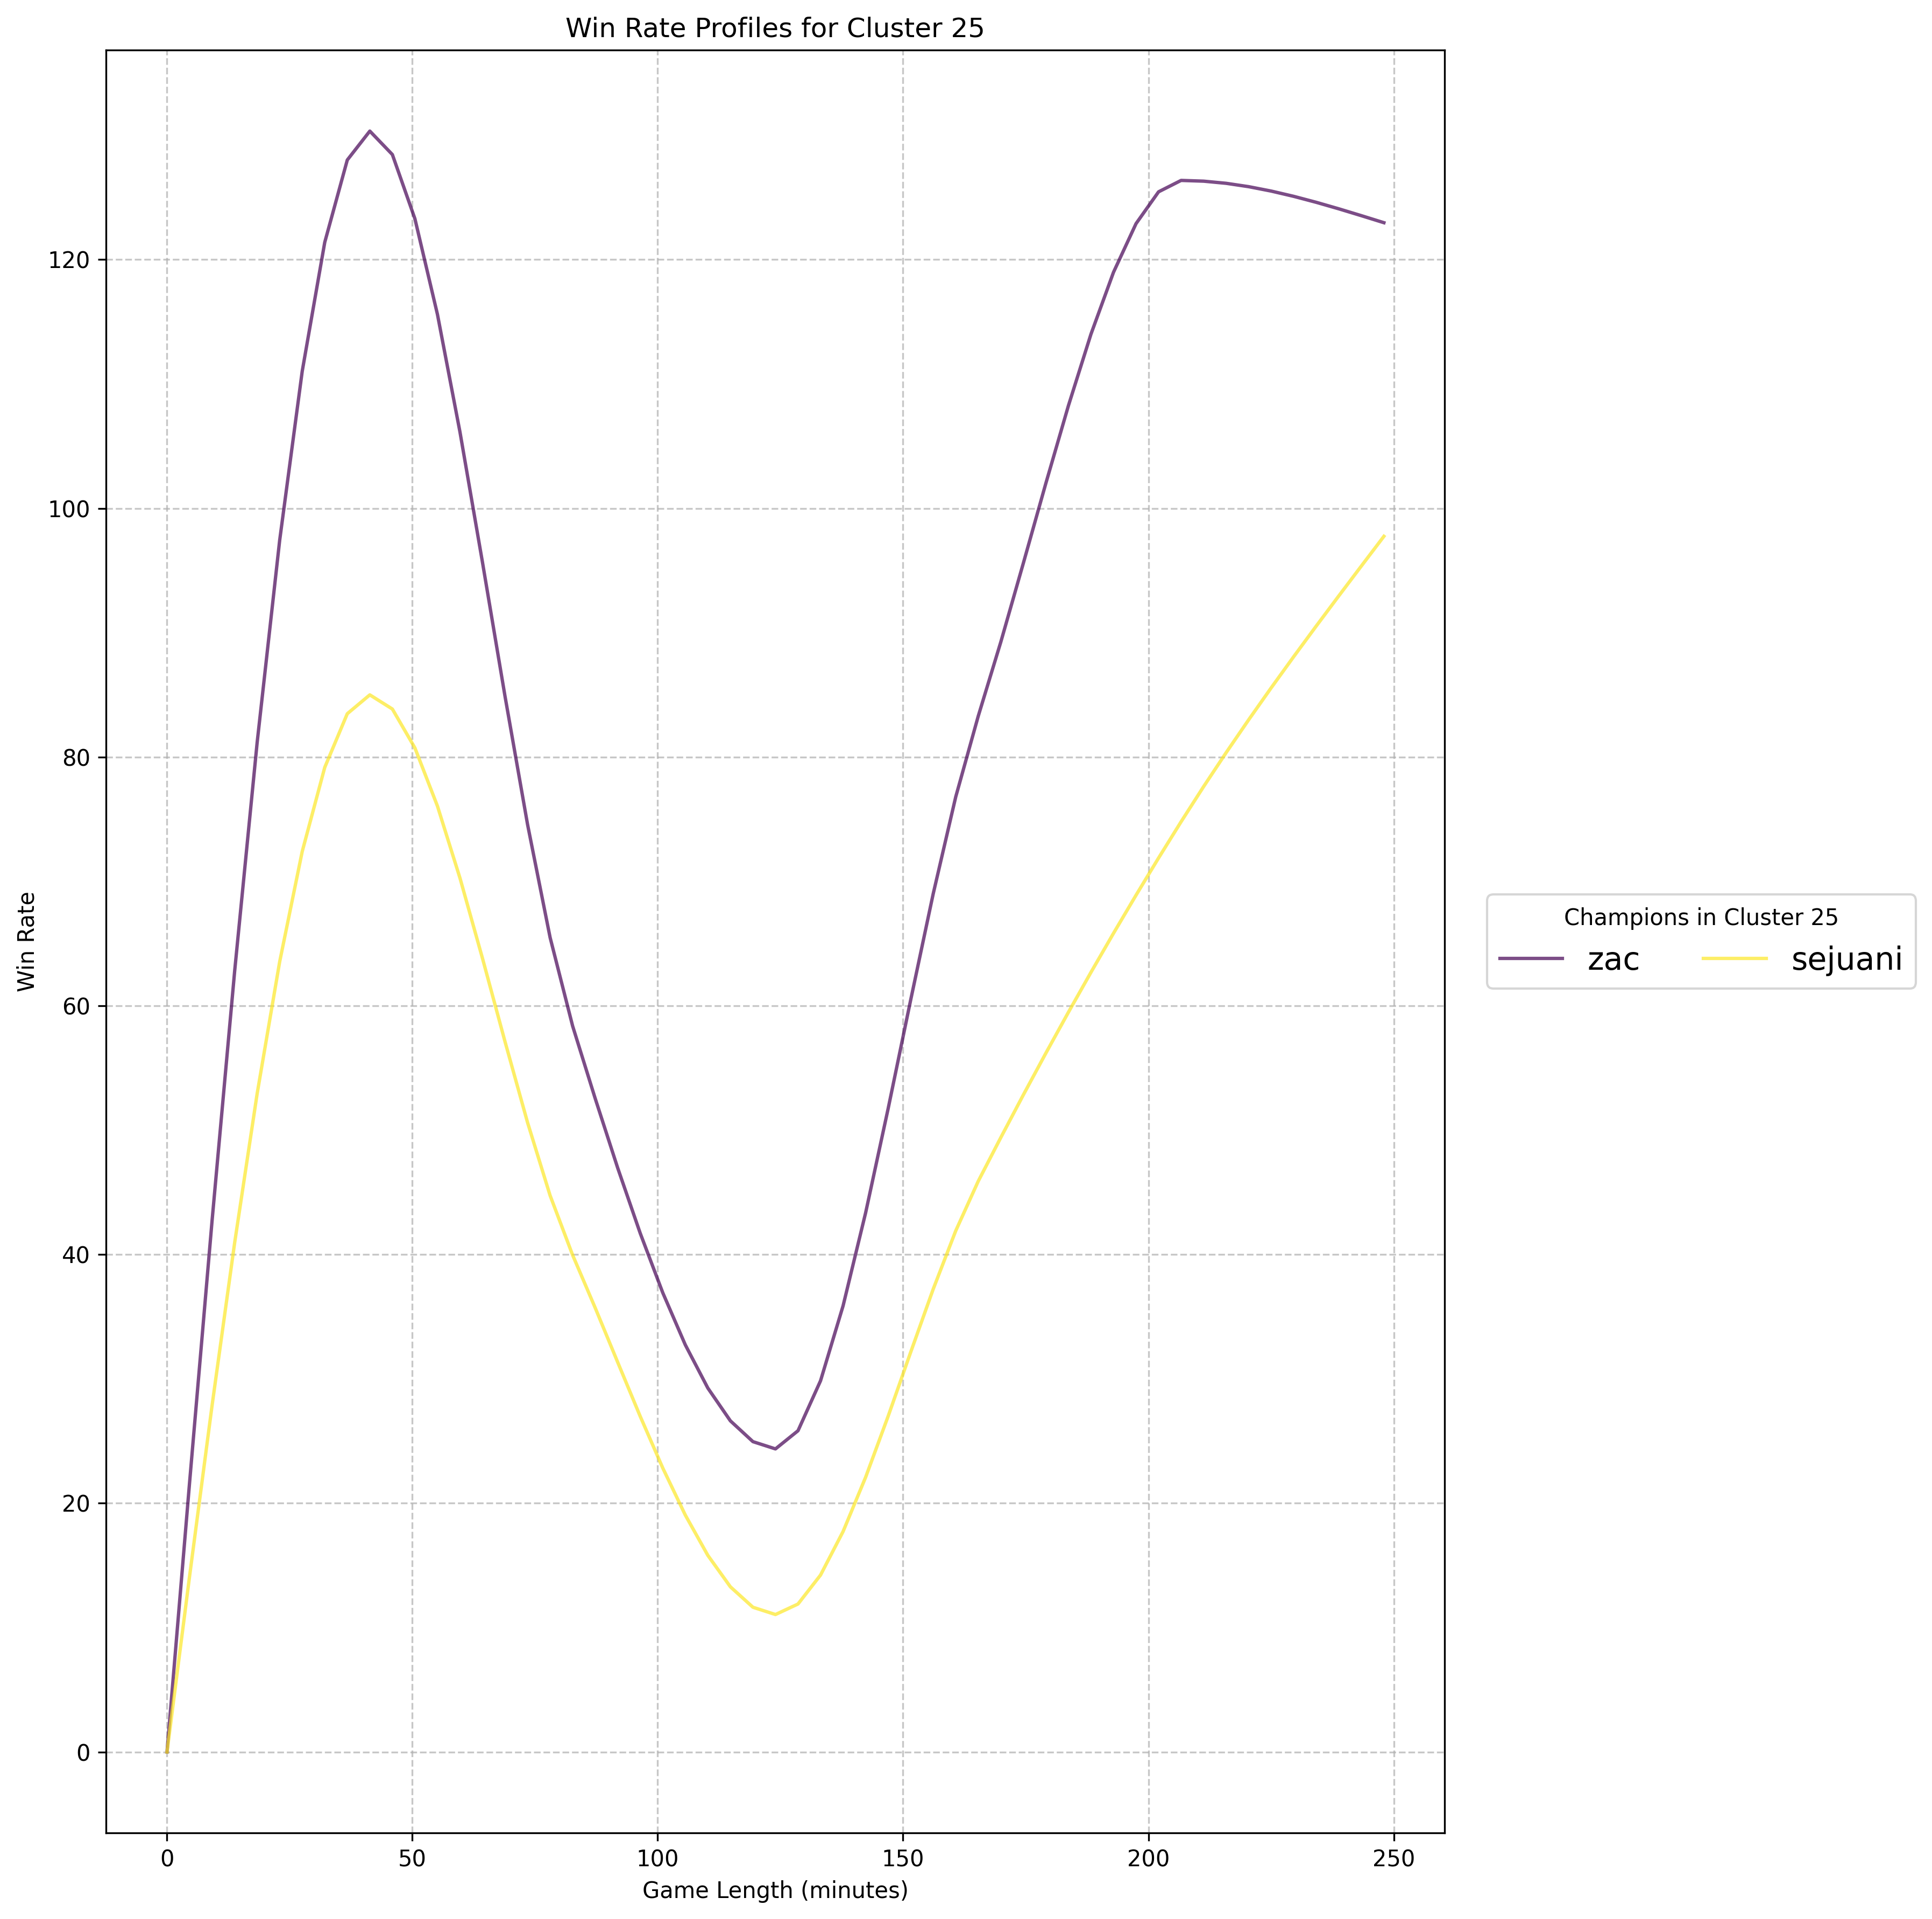 Win Rate Profiles for Cluster 25
Win Rate
120
100
80
60
40
20
0
0 50 100 150 200 250
Game Length (minutes)
Champions in Cluster 25
zac sejuani